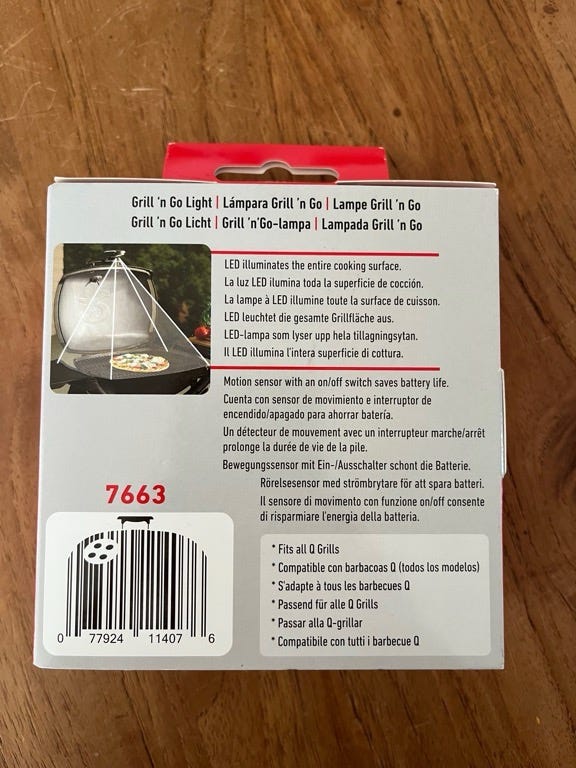 Grill 'n Go Light | Lámpara Grill 'n Go | Lampe Grill 'n Go
Grill 'n Go Licht | Grill 'n'Go-lampa | Lampada Grill 'n Go
LED illuminates the entire cooking surface.
La luz LED ilumina toda la superficie de cocción.
La lampe à LED illumine toute la surface de cuisson.
LED leuchtet die gesamte Grillfläche aus.
LED-lampa som lyser upp hela tillagningsytan.
Il LED illumina l'intera superficie di cottura.
Motion sensor with an on/off switch saves battery life.
Cuenta con sensor de movimiento e interruptor de
encendido/apagado para ahorrar batería.
Un détecteur de mouvement avec un interrupteur marche/arrêt
prolonge la durée de vie de la pile.
Bewegungssensor mit Ein-/Ausschalter schont die Batterie.
Rörelsesensor med strömbrytare för att spara batteri.
Il sensore di movimento con funzione on/off consente
di risparmiare l'energia della batteria.
7663
0 77924 11407 6
* Fits all Q Grills
* Compatible con barbacoas Q (todos los modelos)
* S'adapte à tous les barbecues Q
* Passend für alle Q Grills
* Passar alla Q-grillar
* Compatibile con tutti i barbecue Q